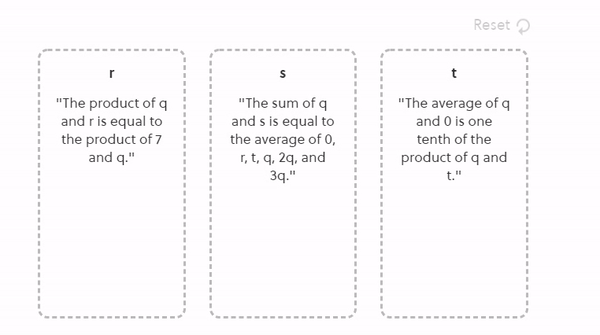 Reset
r
"The product of q
and r is equal to
the product of 7
and q."
s
"The sum of q
and s is equal to
the average of 0,
r, t, q, 2q, and
3q."
t
"The average of q
and 0 is one
tenth of the
product of q and
t."